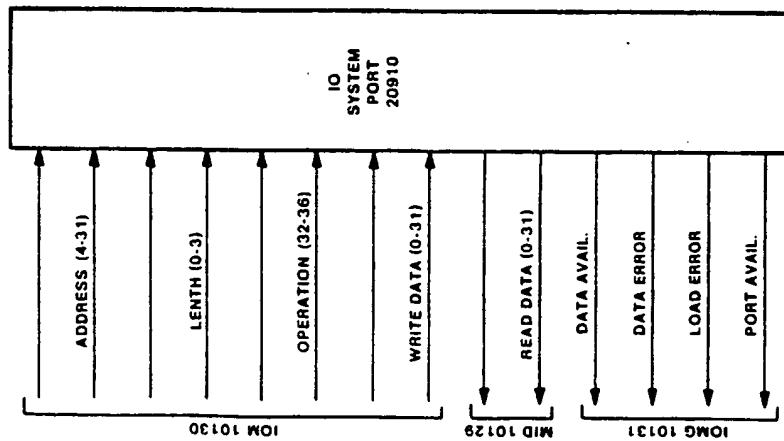 IO
SYSTEM
PORT
20910
ADDRESS (4-31)
LENTH (0-3)
OPERATION (32-36)
WRITE DATA (0-31)
READ DATA (0-31)
DATA AVAIL.
DATA ERROR
LOAD ERROR
PORT AVAIL.
IOM 10130
MID 10129
IOMG 10131